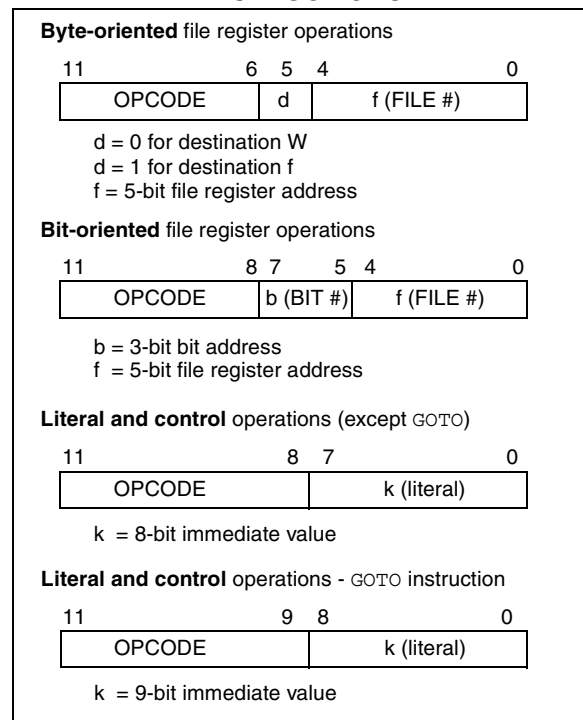 Byte-oriented file register operations
11 6 5 4 0
OPCODE d f (FILE #)
d = 0 for destination W
d = 1 for destination f
f = 5-bit file register address
Bit-oriented file register operations
11 8 7 5 4 0
OPCODE b (BIT #) f (FILE #)
b = 3-bit bit address
f = 5-bit file register address
Literal and control operations (except GOTO)
11 8 7 0
OPCODE k (literal)
k = 8-bit immediate value
Literal and control operations - GOTO instruction
11 9 8 0
OPCODE k (literal)
k = 9-bit immediate value